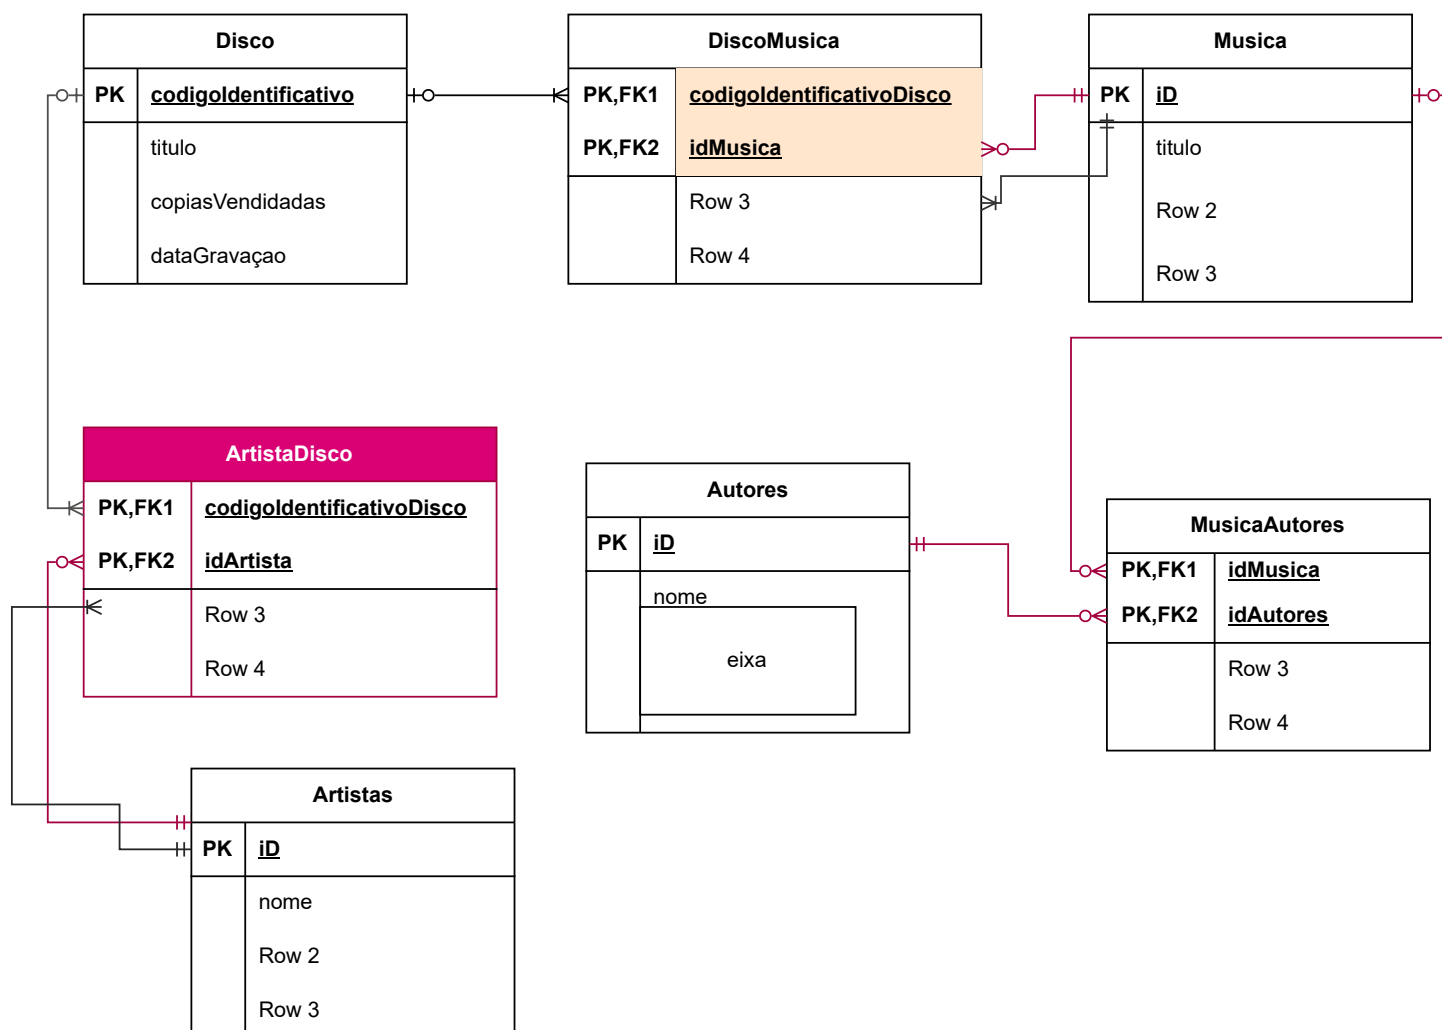 Disco
PK codigoIdentificativo
titulo
copiasVendidadas
dataGravaçao
DiscoMusica
PK,FK1 codigoIdentificativoDisco
PK,FK2 idMusica
Row 3
Row 4
Musica
PK iD
titulo
Row 2
Row 3
ArtistaDisco
PK,FK1 codigoIdentificativoDisco
PK,FK2 idArtista
Row 3
Row 4
Autores
PK iD
nome
eixa
MusicaAutores
PK,FK1 idMusica
PK,FK2 idAutores
Row 3
Row 4
Artistas
PK iD
nome
Row 2
Row 3